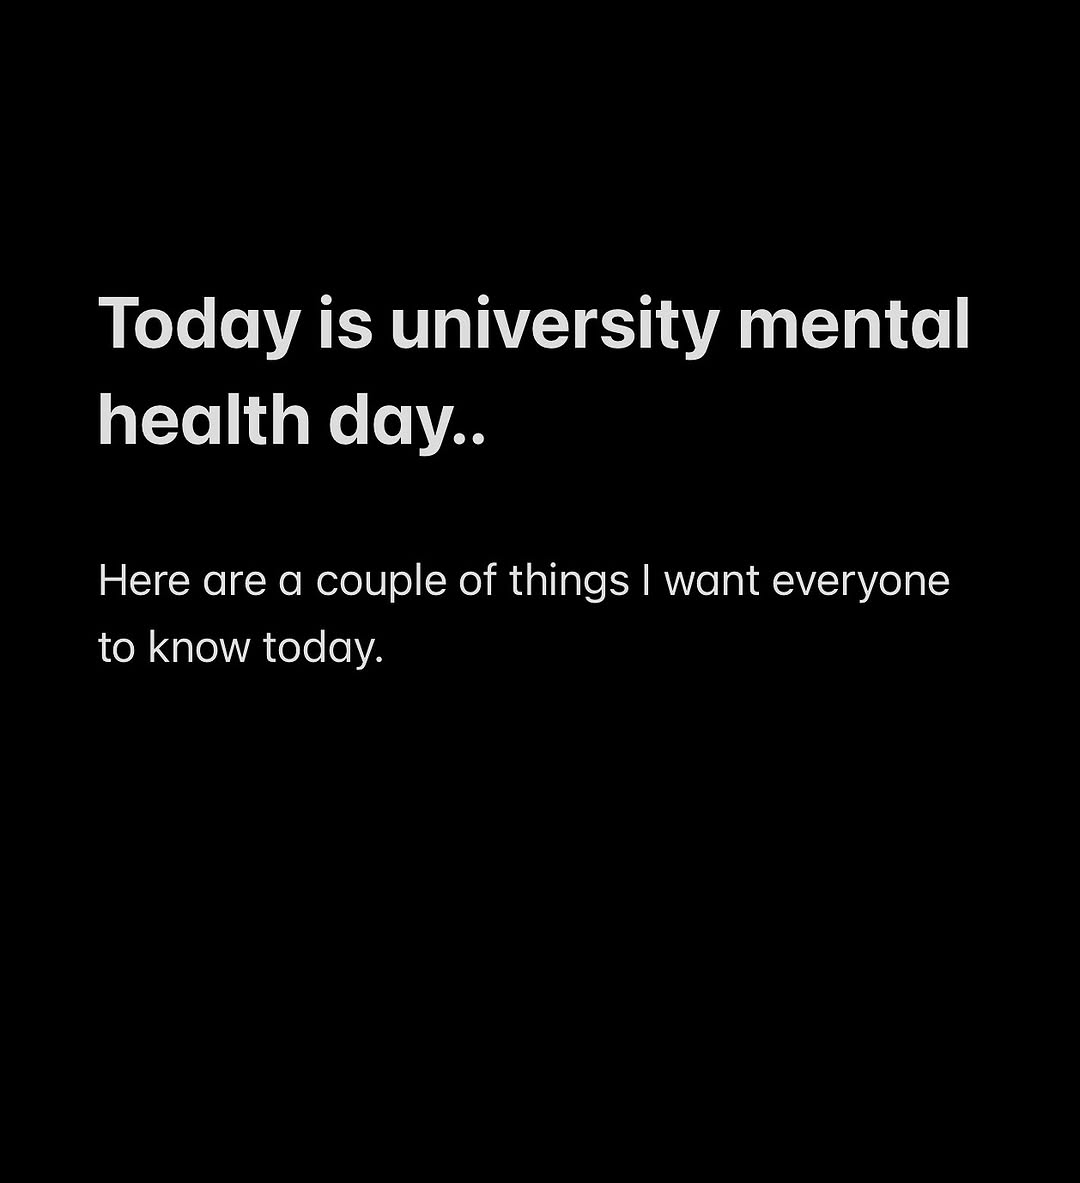 Today is university mental
health day..
Here are a couple of things I want everyone
to know today.